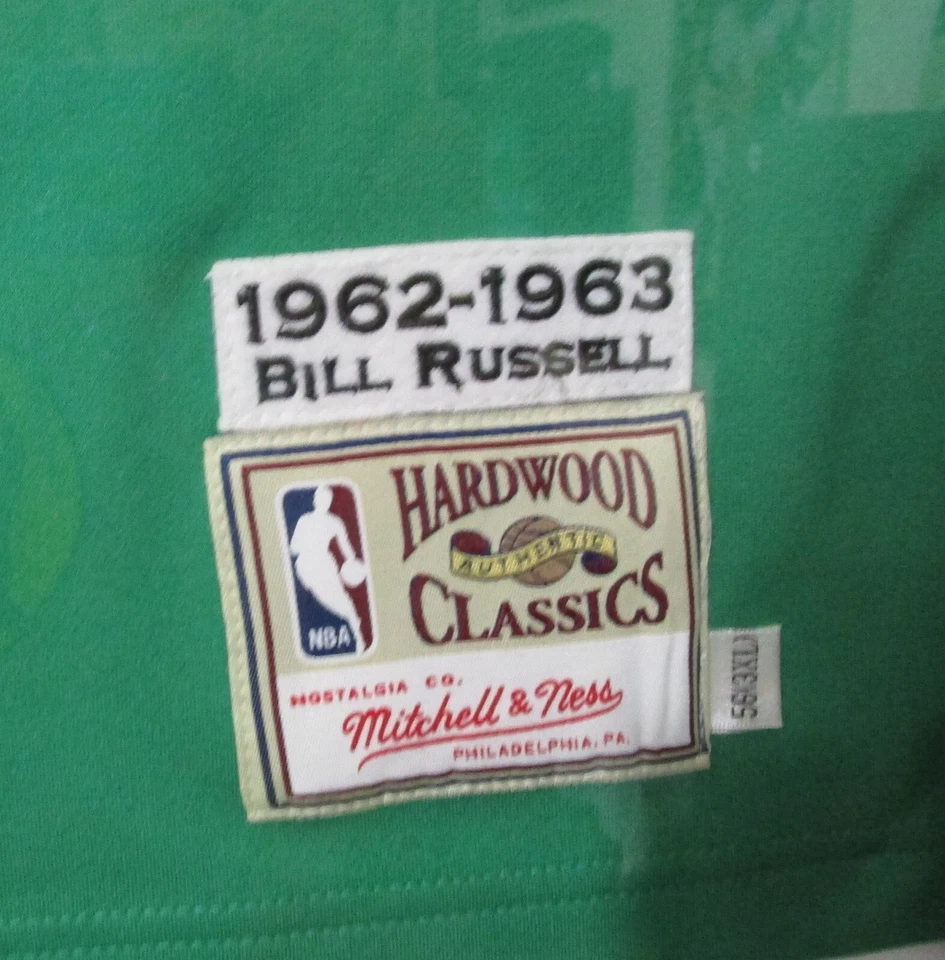 1962-1963
BILL RUSSELL
HARDWOOD
AUTHENTIC
CLASSICS
NBA
NOSTALGIA CO.
Mitchell & Ness
PHILADELPHIA, PA.
56/3XL